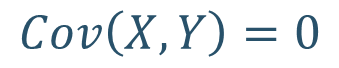 Cov(X, Y) = 0